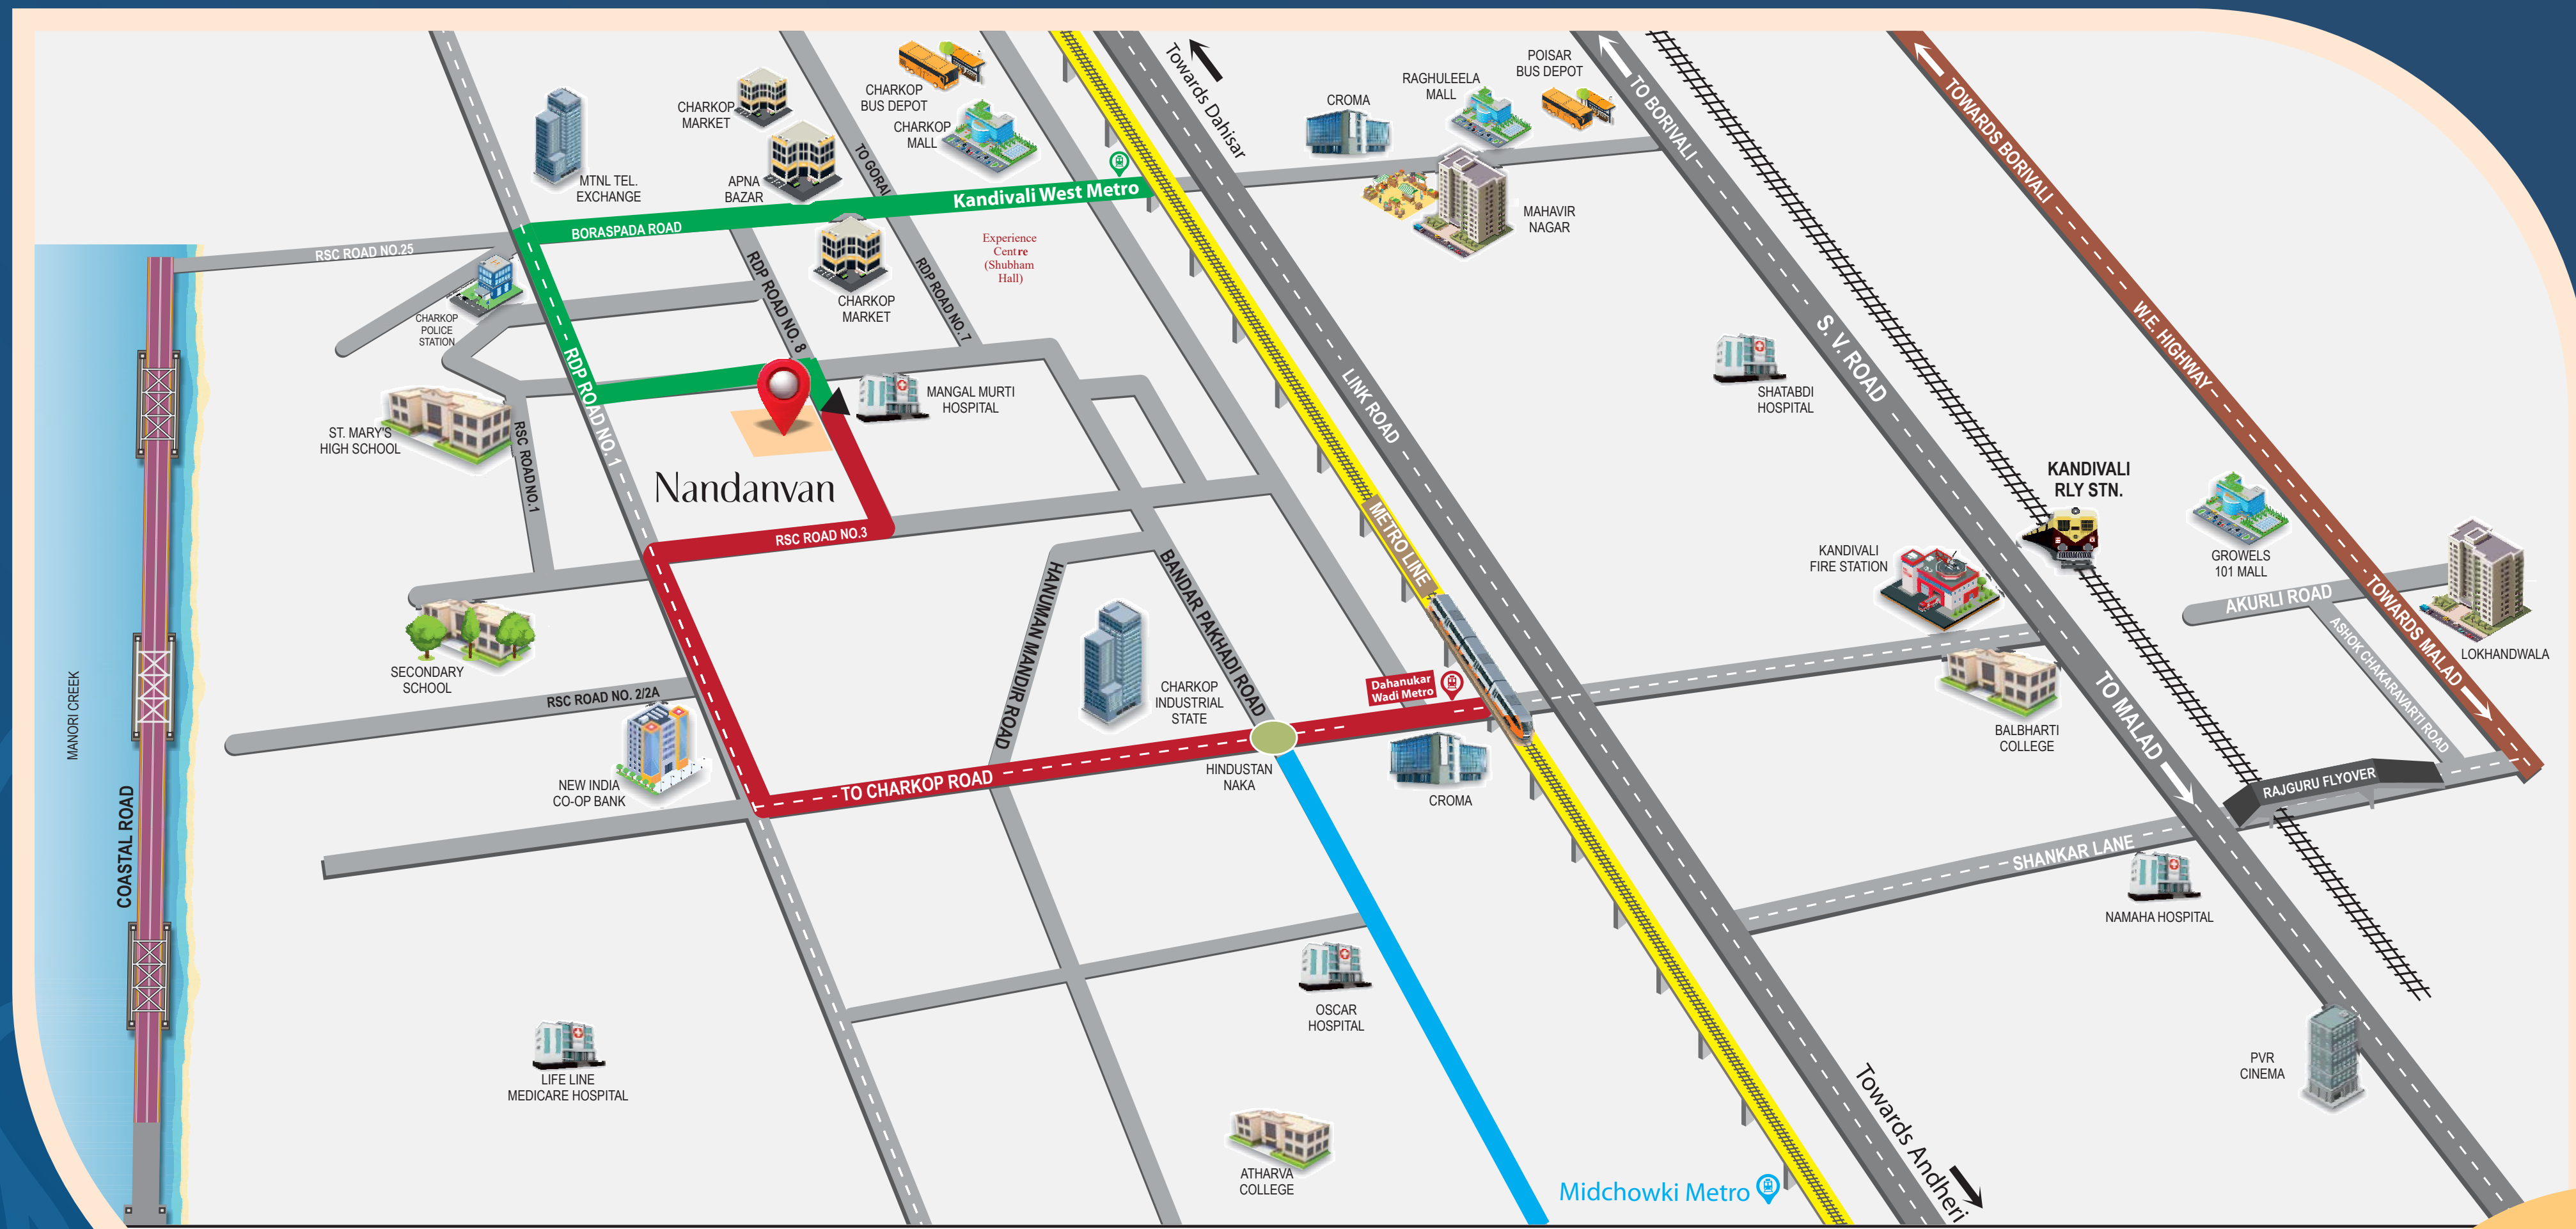 Towards Dahisar
POISAR
BUS DEPOT
RAGHULEELA
MALL
CROMA
TO BORIVALI
TOWARDS BORIVALI
CHARKOP
BUS DEPOT
CHARKOP
MARKET
CHARKOP
MALL
TO GORAI
MTNL TEL.
EXCHANGE
APNA
BAZAR
Kandivali West Metro
BORASPADA ROAD
MAHAVIR
NAGAR
RSC ROAD NO.25
Experience
Centre
(Shubham
Hall)
RDP ROAD NO. 8
RDP ROAD NO. 7
CHARKOP
MARKET
CHARKOP
POLICE
STATION
RDP ROAD NO. 1
S. V. ROAD
W.E. HIGHWAY
LINK ROAD
MANGAL MURTI
HOSPITAL
SHATABDI
HOSPITAL
ST. MARY'S
HIGH SCHOOL
RSC ROAD NO.1
Nandanvan
KANDIVALI
RLY STN.
METRO LINE
RSC ROAD NO.3
KANDIVALI
FIRE STATION
GROWELS
101 MALL
HANUMAN MANDIR ROAD
BANDAR PAKHADI ROAD
AKURLI ROAD
TOWARDS MALAD
ASHOK CHAKARAVARTI ROAD
LOKHANDWALA
SECONDARY
SCHOOL
RSC ROAD NO. 2/2A
CHARKOP
INDUSTRIAL
STATE
Dahanukar
Wadi Metro
TO MALAD
MANORI CREEK
BALBHARTI
COLLEGE
NEW INDIA
CO-OP BANK
TO CHARKOP ROAD
HINDUSTAN
NAKA
CROMA
RAJGURU FLYOVER
COASTAL ROAD
SHANKAR LANE
NAMAHA HOSPITAL
OSCAR
HOSPITAL
LIFE LINE
MEDICARE HOSPITAL
PVR
CINEMA
Towards Andheri
ATHARVA
COLLEGE
Midchowki Metro